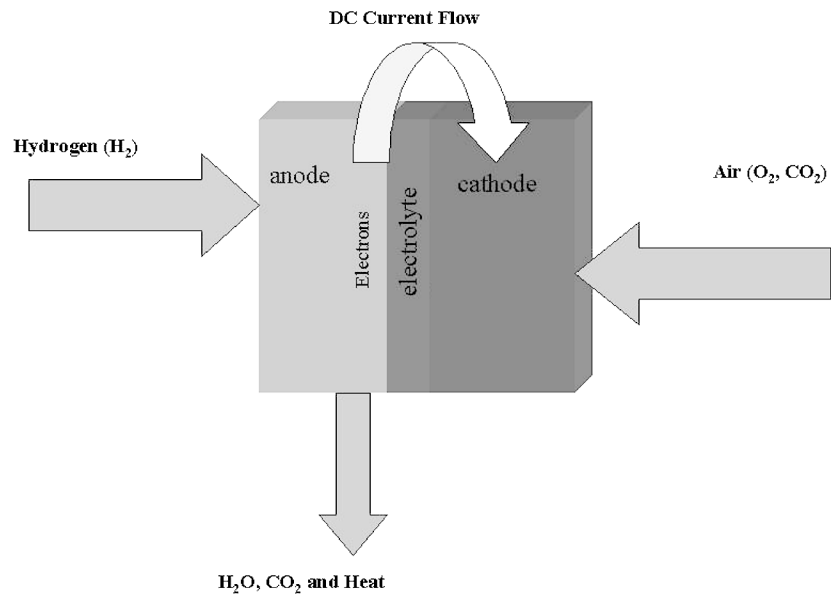 DC Current Flow
Hydrogen (H₂)
anode
cathode
Air (O₂, CO₂)
Electrons
electrolyte
H₂O, CO₂ and Heat